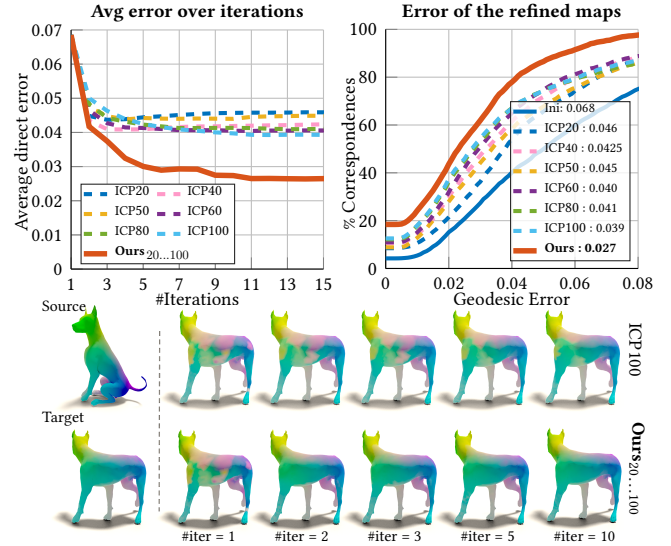 Avg error over iterations
Average direct error
0.07
0.06
0.05
0.04
0.03
0.02
0.01
0
ICP20 ICP40
ICP50 ICP60
ICP80 ICP100
Ours 20...100
1 3 5 7 9 11 13 15
#Iterations
Error of the refined maps
% Correspondences
100
80
60
40
20
0
Ini: 0.068
ICP20 : 0.046
ICP40 : 0.0425
ICP50 : 0.045
ICP60 : 0.040
ICP80 : 0.041
ICP100 : 0.039
Ours : 0.027
0 0.02 0.04 0.06 0.08
Geodesic Error
Source
ICP100
Target
Ours20...100
#iter = 1 #iter = 2 #iter = 3 #iter = 5 #iter = 10